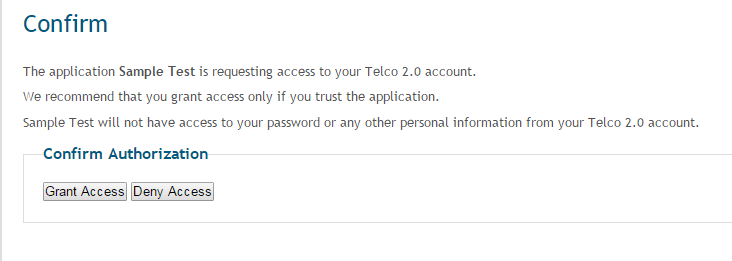 Confirm
The application Sample Test is requesting access to your Telco 2.0 account.
We recommend that you grant access only if you trust the application.
Sample Test will not have access to your password or any other personal information from your Telco 2.0 account.
Confirm Authorization
Grant Access Deny Access